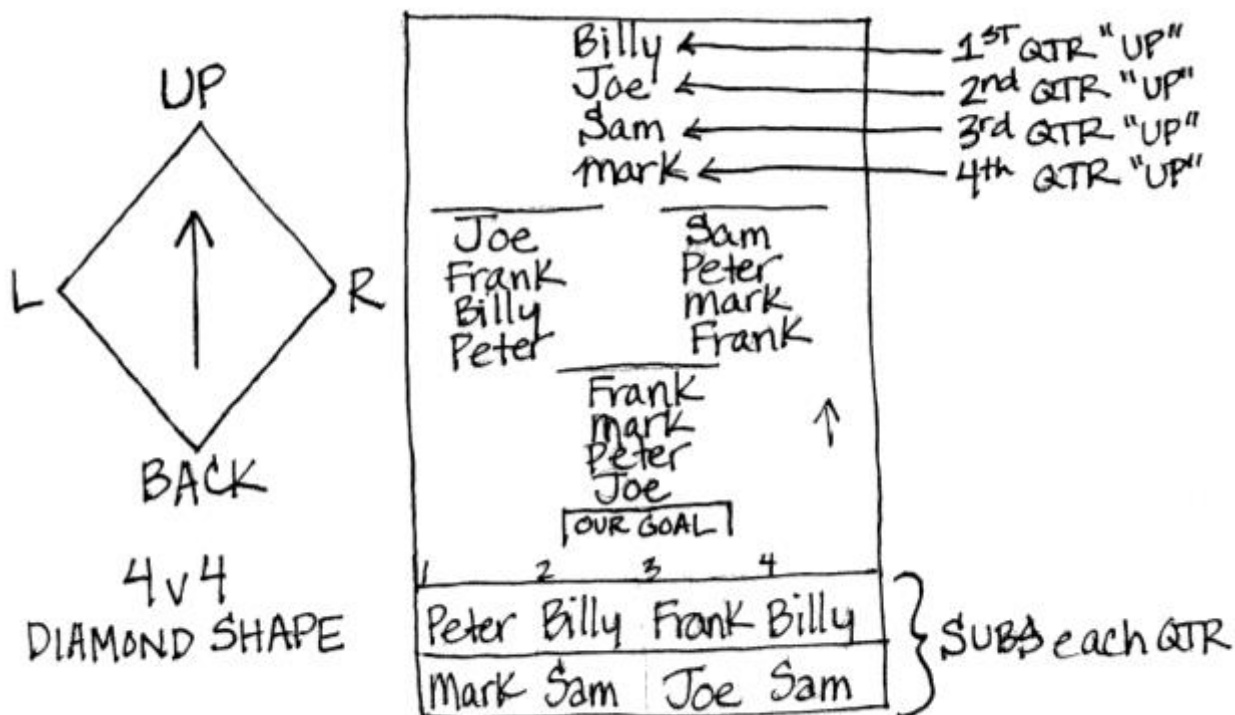 Billy
1ST QTR "UP"
Joe
2nd QTR "UP"
Sam
3rd QTR "UP"
mark
4th QTR "UP"
UP
L
R
BACK
4 v 4
DIAMOND SHAPE
Joe
Frank
Billy
Peter
Sam
Peter
mark
Frank
Frank
mark
Peter
Joe
OUR GOAL
1 2 3 4
Peter Billy Frank Billy
Mark Sam Joe Sam
SUBS each QTR